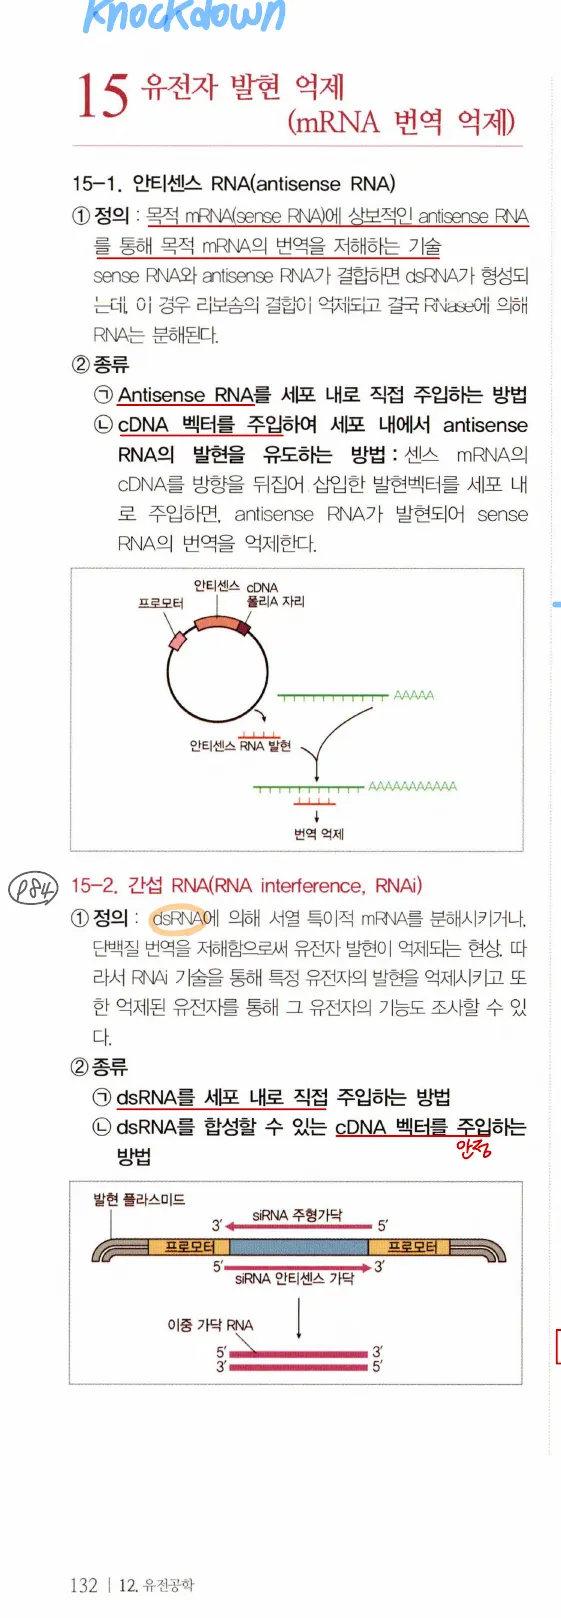 Knockdown
15 유전자 발현 억제
(mRNA 번역 억제)
15-1. 안티센스 RNA(antisense RNA)
① 정의 : 목적 mRNA(sense RNA)에 상보적인 antisense RNA
를 통해 목적 mRNA의 번역을 저해하는 기술
sense RNA와 antisense RNA가 결합하면 dsRNA가 형성되
는데, 이 경우 리보솜의 결합이 억제되고 결국 RNase에 의해
RNA는 분해된다.
② 종류
㉠ Antisense RNA를 세포 내로 직접 주입하는 방법
㉡ cDNA 벡터를 주입하여 세포 내에서 antisense
RNA의 발현을 유도하는 방법 : 센스 mRNA의
cDNA를 방향을 뒤집어 삽입한 발현벡터를 세포 내
로 주입하면, antisense RNA가 발현되어 sense
RNA의 번역을 억제한다.
안티센스 cDNA
프로모터 폴리A 자리
AAAAA
안티센스 RNA 발현
AAAAAAAAAAA
번역 억제
P84 15-2. 간섭 RNA(RNA interference, RNAi)
① 정의 : dsRNA에 의해 서열 특이적 mRNA를 분해시키거나,
단백질 번역을 저해함으로써 유전자 발현이 억제되는 현상. 따
라서 RNAi 기술을 통해 특정 유전자의 발현을 억제시키고 또
한 억제된 유전자를 통해 그 유전자의 기능도 조사할 수 있
다.
② 종류
㉠ dsRNA를 세포 내로 직접 주입하는 방법
㉡ dsRNA를 합성할 수 있는 cDNA 벡터를 주입하는
안정
방법
발현 플라스미드
siRNA 주형가닥
3′ 5′
프로모터 프로모터
5′ 3′
siRNA 안티센스 가닥
이중 가닥 RNA
5′ 3′
3′ 5′
132 | 12. 유전공학